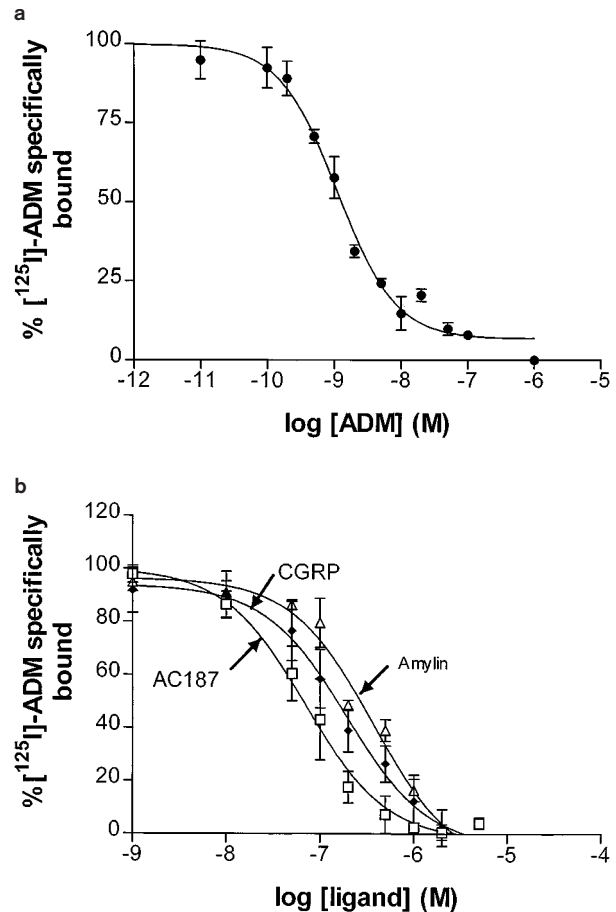 a
% [¹²⁵I]-ADM specifically
bound
100
75
50
25
0
-12 -11 -10 -9 -8 -7 -6 -5
log [ADM] (M)
b
% [¹²⁵I]-ADM specifically
bound
120
100
80
60
40
20
0
CGRP
AC187
Amylin
-9 -8 -7 -6 -5 -4
log [ligand] (M)